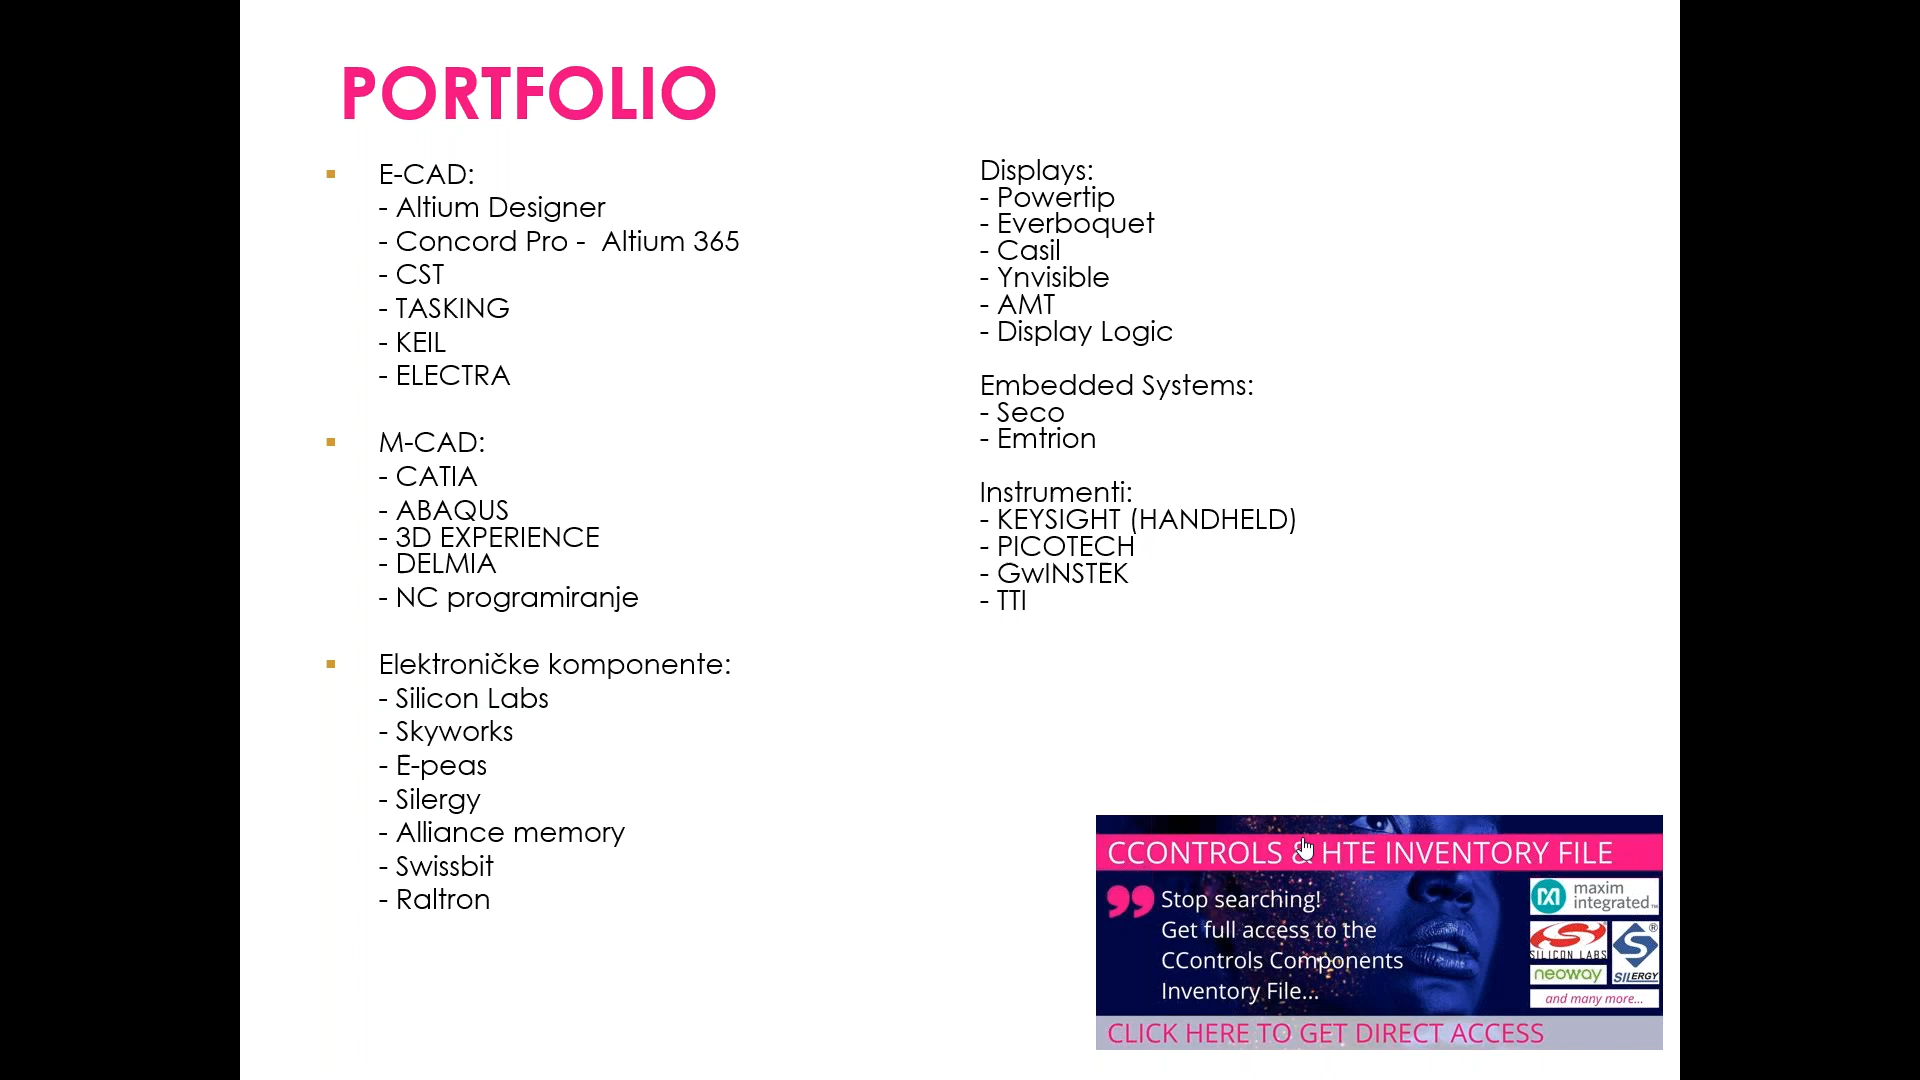 PORTFOLIO
E-CAD:
- Altium Designer
- Concord Pro -  Altium 365
- CST
- TASKING
- KEIL
- ELECTRA
M-CAD:
- CATIA
- ABAQUS
- 3D EXPERIENCE
- DELMIA
- NC programiranje
Elektroničke komponente:
- Silicon Labs
- Skyworks
- E-peas
- Silergy
- Alliance memory
- Swissbit
- Raltron
Displays:
- Powertip
- Everboquet
- Casil
- Ynvisible
- AMT
- Display Logic
Embedded Systems:
- Seco
- Emtrion
Instrumenti:
- KEYSIGHT (HANDHELD)
- PICOTECH
- GwINSTEK
- TTI
CCONTROLS & HTE INVENTORY FILE
Stop searching!
Get full access to the
CControls Components
Inventory File...
maxim
integrated™
SILICON LABS
SILERGY
neoway
and many more...
CLICK HERE TO GET DIRECT ACCESS